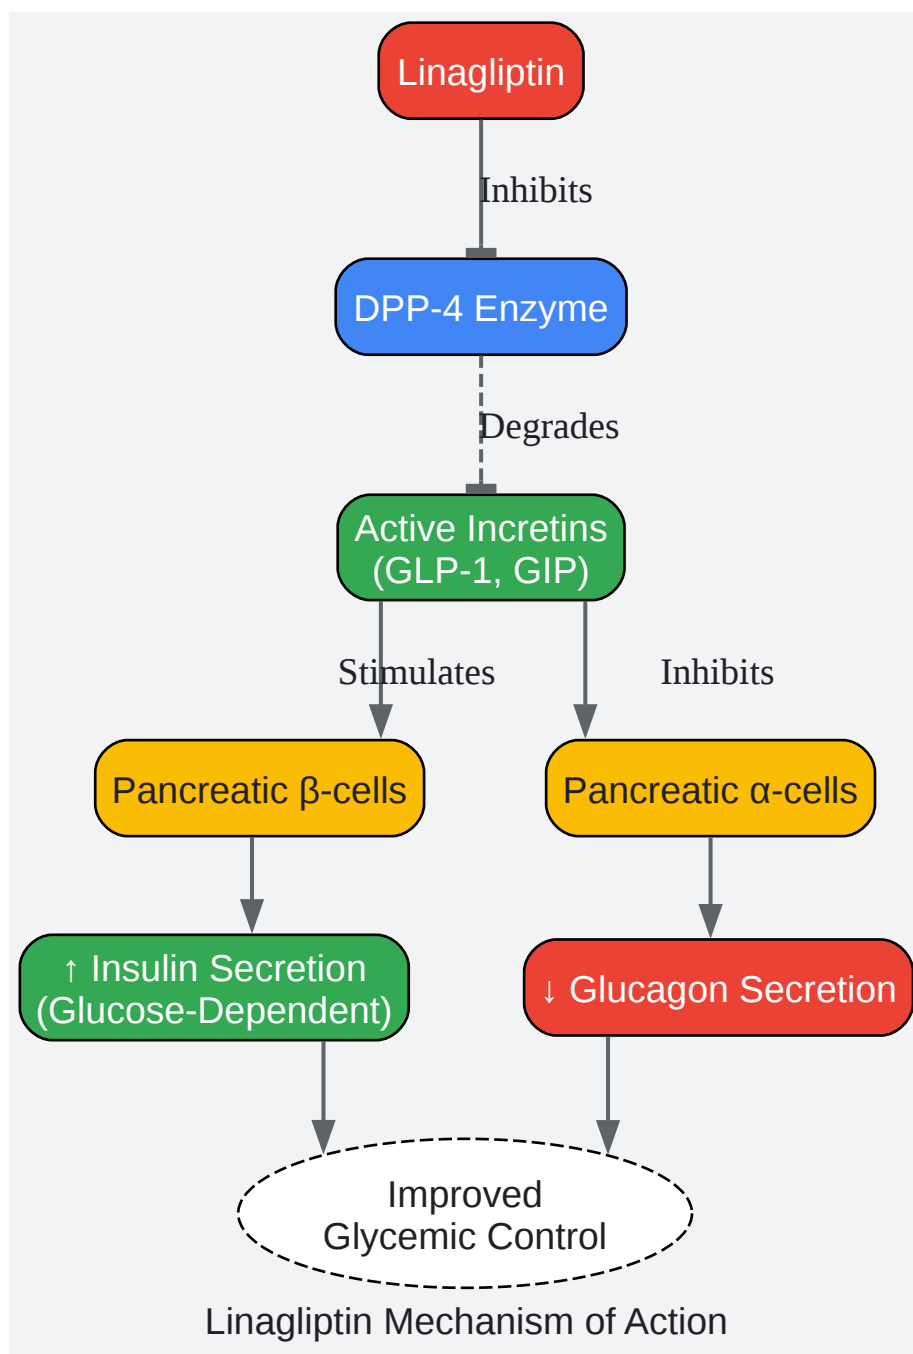 Linagliptin
Inhibits
DPP-4 Enzyme
Degrades
Active Incretins
(GLP-1, GIP)
Stimulates
Inhibits
Pancreatic β-cells
Pancreatic α-cells
↑ Insulin Secretion
(Glucose-Dependent)
↓ Glucagon Secretion
Improved
Glycemic Control
Linagliptin Mechanism of Action